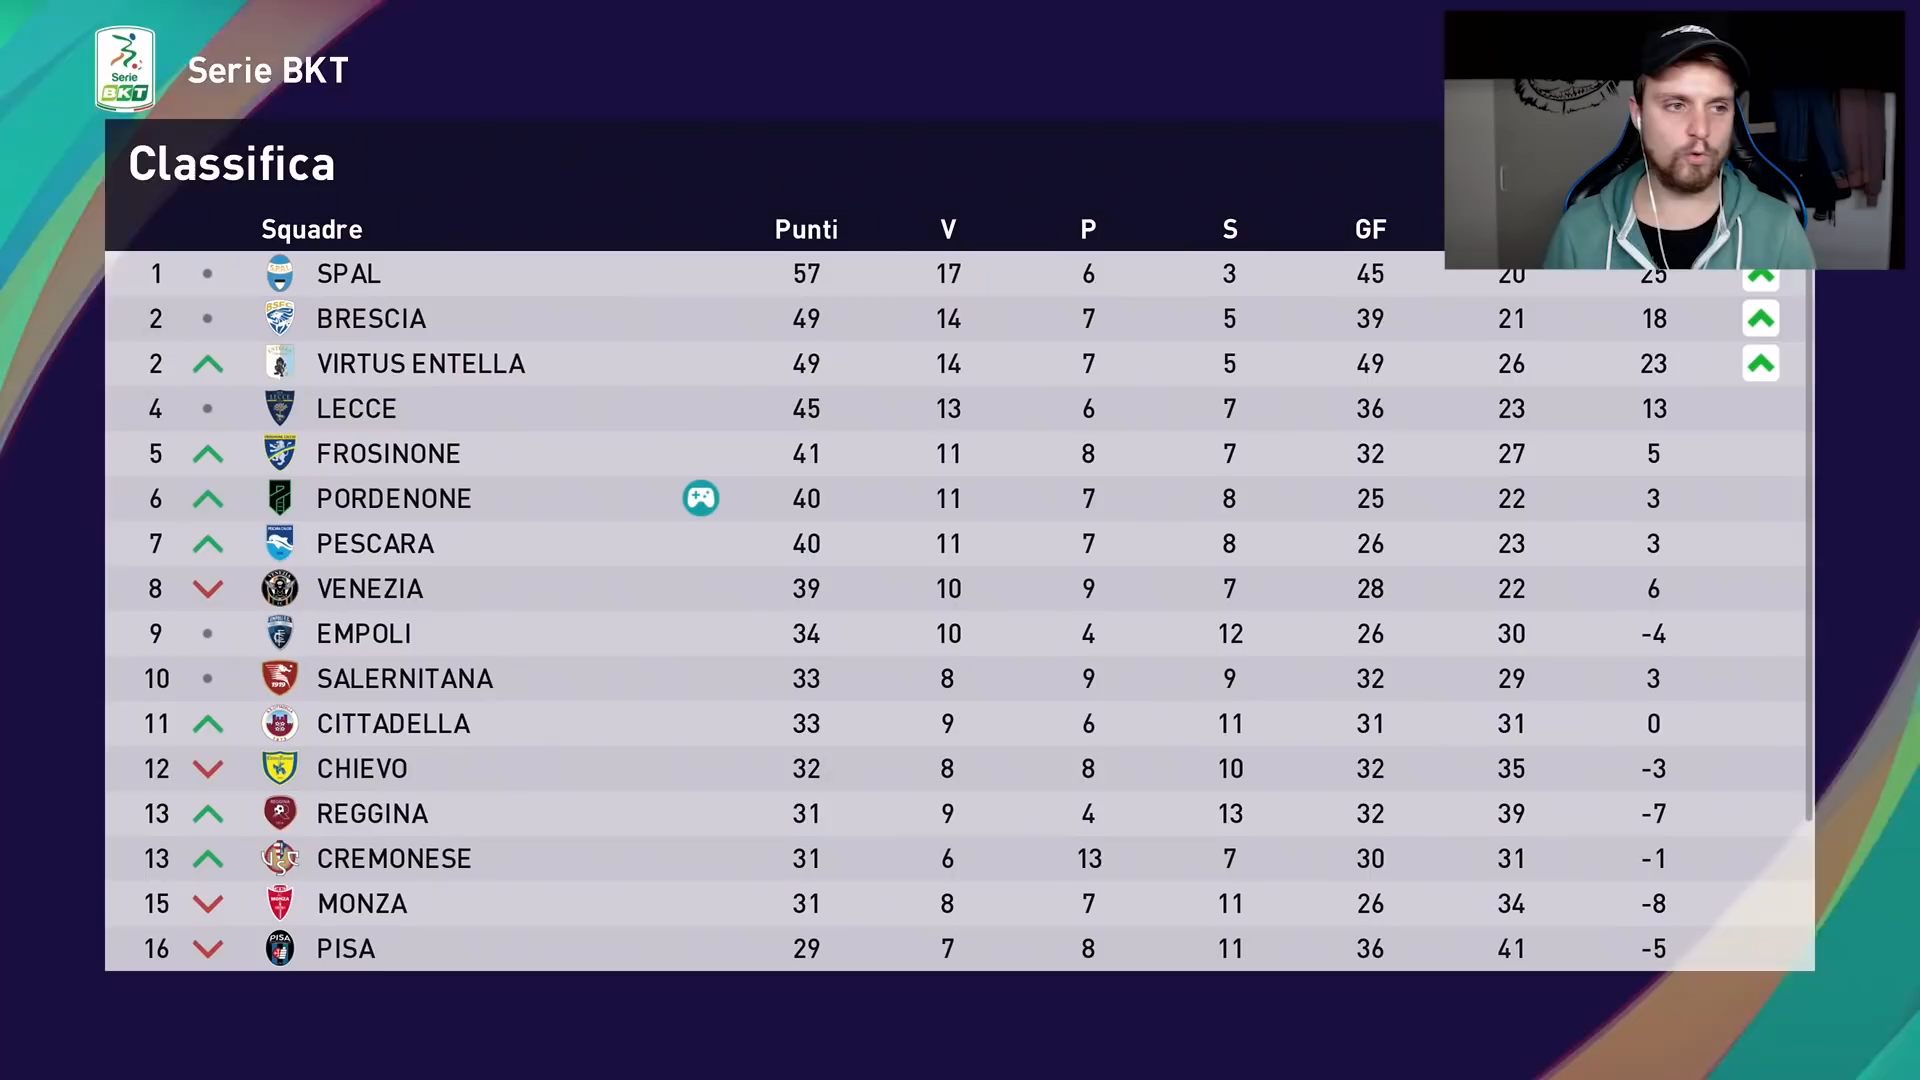 Serie BKT
Serie BKT
Classifica
Squadre Punti V P S GF
1 SPAL 57 17 6 3 45 20 25
2 BRESCIA 49 14 7 5 39 21 18
2 VIRTUS ENTELLA 49 14 7 5 49 26 23
4 LECCE 45 13 6 7 36 23 13
5 FROSINONE 41 11 8 7 32 27 5
6 PORDENONE 40 11 7 8 25 22 3
7 PESCARA 40 11 7 8 26 23 3
8 VENEZIA 39 10 9 7 28 22 6
9 EMPOLI 34 10 4 12 26 30 -4
10 SALERNITANA 33 8 9 9 32 29 3
11 CITTADELLA 33 9 6 11 31 31 0
12 CHIEVO 32 8 8 10 32 35 -3
13 REGGINA 31 9 4 13 32 39 -7
13 CREMONESE 31 6 13 7 30 31 -1
15 MONZA 31 8 7 11 26 34 -8
16 PISA 29 7 8 11 36 41 -5